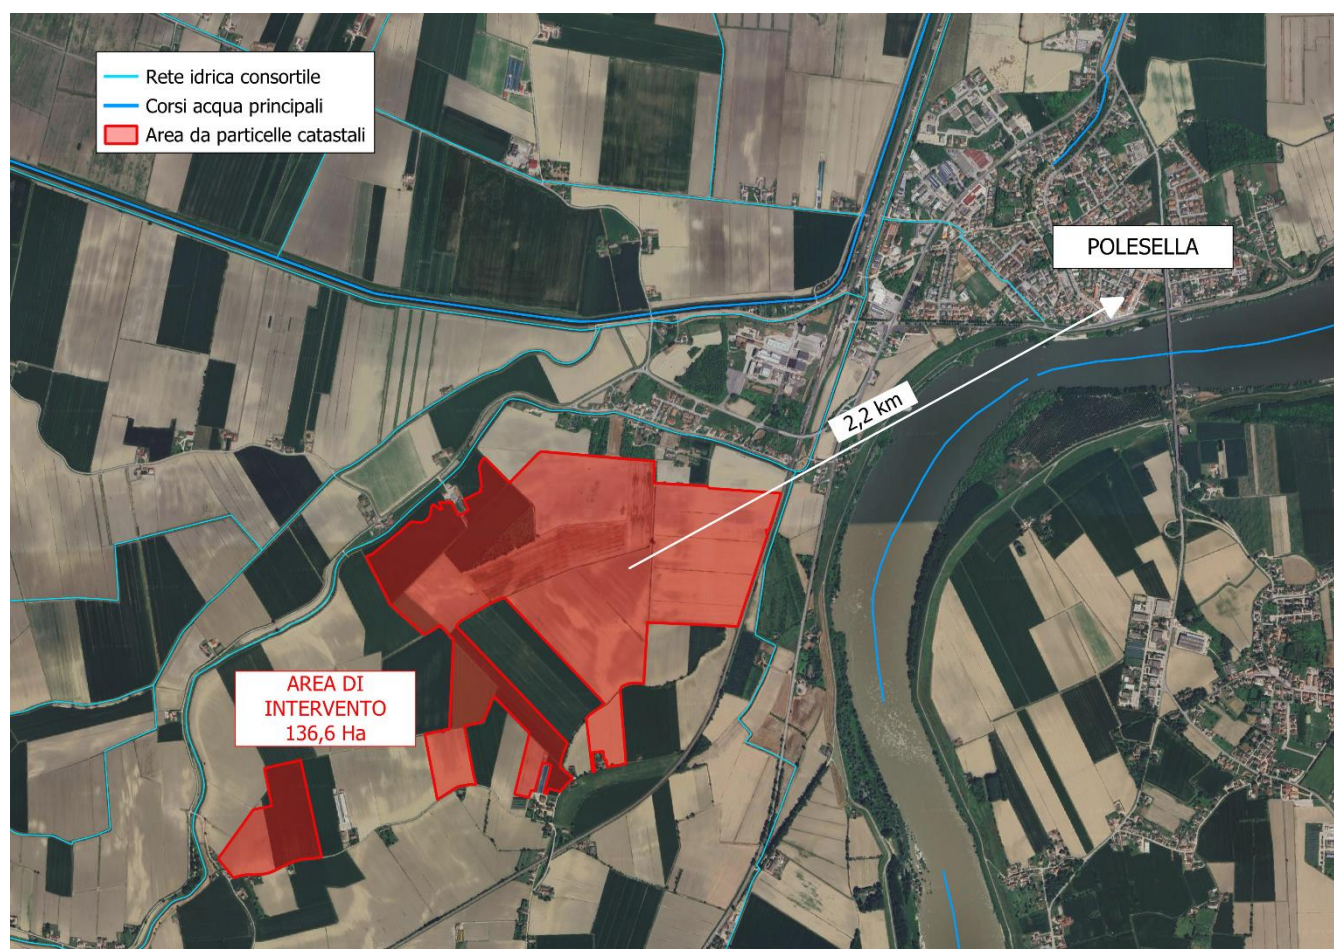 Rete idrica consortile
Corsi acqua principali
Area da particelle catastali
POLESELLA
2,2 km
AREA DI
INTERVENTO
136,6 Ha